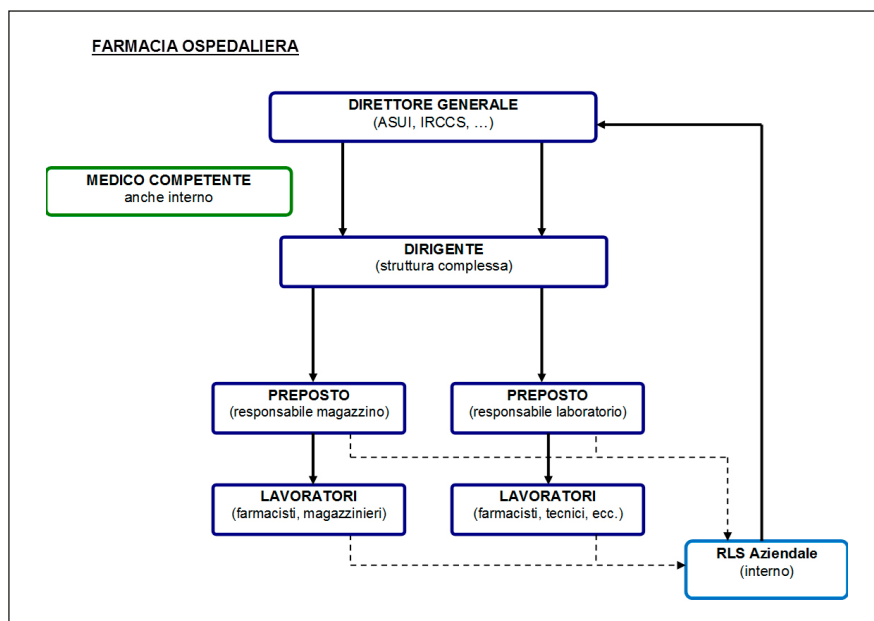 FARMACIA OSPEDALIERA
DIRETTORE GENERALE
(ASUI, IRCCS, ...)
MEDICO COMPETENTE
anche interno
DIRIGENTE
(struttura complessa)
PREPOSTO
(responsabile magazzino)
PREPOSTO
(responsabile laboratorio)
LAVORATORI
(farmacisti, magazzinieri)
LAVORATORI
(farmacisti, tecnici, ecc.)
RLS Aziendale
(interno)